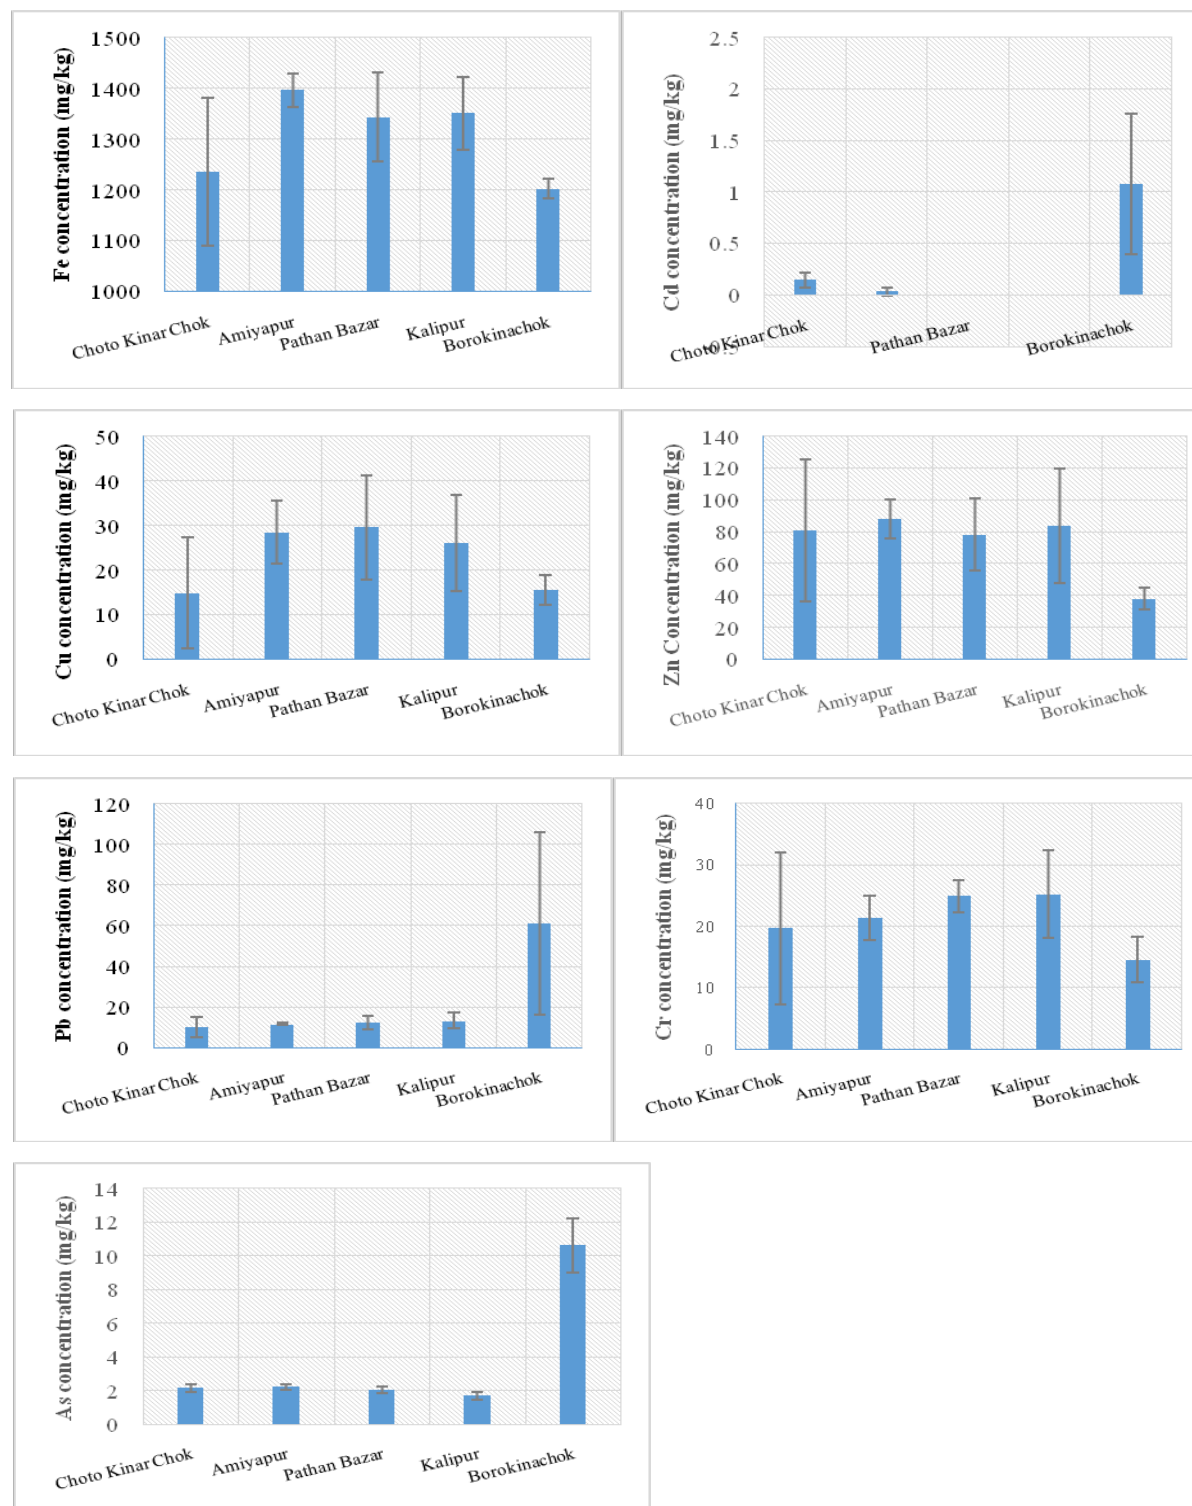 Fe concentration (mg/kg)
1500
1400
1300
1200
1100
1000
Choto Kinar Chok
Amiyapur
Pathan Bazar
Kalipur
Borokinachok
Cd concentration (mg/kg)
2.5
2
1.5
1
0.5
0
-0.5
Choto Kinar Chok
Pathan Bazar
Borokinachok
Cu concentration (mg/kg)
50
40
30
20
10
0
Choto Kinar Chok
Amiyapur
Pathan Bazar
Kalipur
Borokinachok
Zn Concentration (mg/kg)
140
120
100
80
60
40
20
0
Choto Kinar Chok
Amiyapur
Pathan Bazar
Kalipur
Borokinachok
Pb concentration (mg/kg)
120
100
80
60
40
20
0
Choto Kinar Chok
Amiyapur
Pathan Bazar
Kalipur
Borokinachok
Cr concentration (mg/kg)
40
30
20
10
0
Choto Kinar Chok
Amiyapur
Pathan Bazar
Kalipur
Borokinachok
As concentration (mg/kg)
14
12
10
8
6
4
2
0
Choto Kinar Chok
Amiyapur
Pathan Bazar
Kalipur
Borokinachok